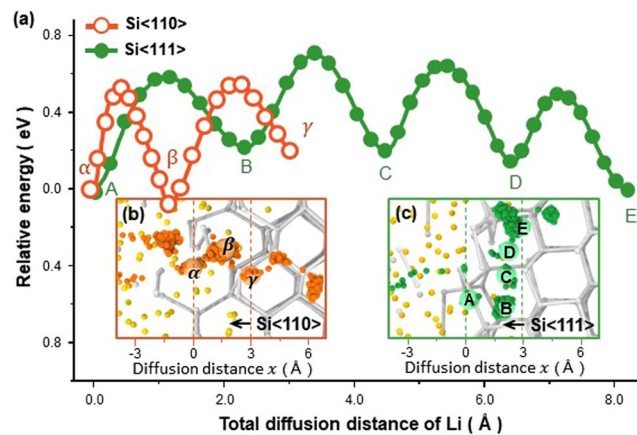 (a)
Si<110>
Si<111>
Relative energy ( eV )
0.8
0.4
0.0
0.4
0.8
α
A
β
B
γ
C
D
E
(b)
β
α
γ
Si<110>
-3 0 3 6
Diffusion distance x ( Å )
(c)
E
D
C
A
B
Si<111>
-3 0 3 6
Diffusion distance x ( Å )
0.0 2.0 4.0 6.0 8.0
Total diffusion distance of Li ( Å )